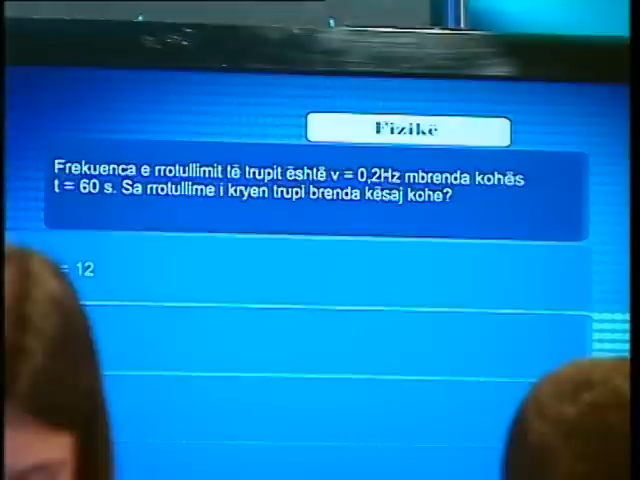 Fizikë
Frekuenca e rrotullimit të trupit është v = 0,2Hz mbrenda kohës
t = 60 s. Sa rrotullime i kryen trupi brenda kësaj kohe?
= 12